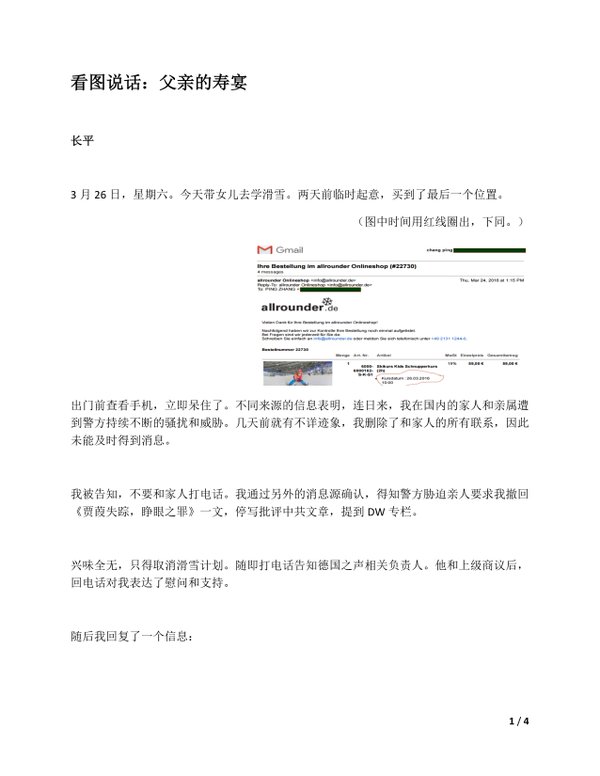 看图说话：父亲的寿宴
长平
3 月 26 日，星期六。今天带女儿去学滑雪。两天前临时起意，买到了最后一个位置。
（图中时间用红线圈出，下同。）
Gmail
chang ping
Ihre Bestellung im allrounder Onlineshop (#22730)
4 messages
allrounder Onlineshop <info@allrounder.de>
Thu, Mar 24, 2016 at 1:15 PM
Reply-To: allrounder Onlineshop <info@allrounder.de>
To: PING ZHANG <
allrounder.de
Vielen Dank für Ihre Bestellung im allrounder Onlineshop!
Nachfolgend haben wir zur Kontrolle Ihre Bestellung noch einmal aufgelistet.
Bei Fragen sind wir jederzeit für Sie da.
Schreiben Sie einfach an info@allrounder.de oder melden Sie sich telefonisch unter
Bestellnummer 22730
Menge Art. Nr. Artikel MwSt Einzelpreis Gesamtbetrag
1 Skikurs Kids Schnupperkurs 19%
Kursdatum : 26.03.2016
10:00
出门前查看手机，立即呆住了。不同来源的信息表明，连日来，我在国内的家人和亲属遭
到警方持续不断的骚扰和威胁。几天前就有不详迹象，我删除了和家人的所有联系，因此
未能及时得到消息。
我被告知，不要和家人打电话。我通过另外的消息源确认，得知警方胁迫亲人要求我撤回
《贾葭失踪，睁眼之罪》一文，停写批评中共文章，提到 DW 专栏。
兴味全无，只得取消滑雪计划。随即打电话告知德国之声相关负责人。他和上级商议后，
回电话对我表达了慰问和支持。
随后我回复了一个信息：
1 / 4